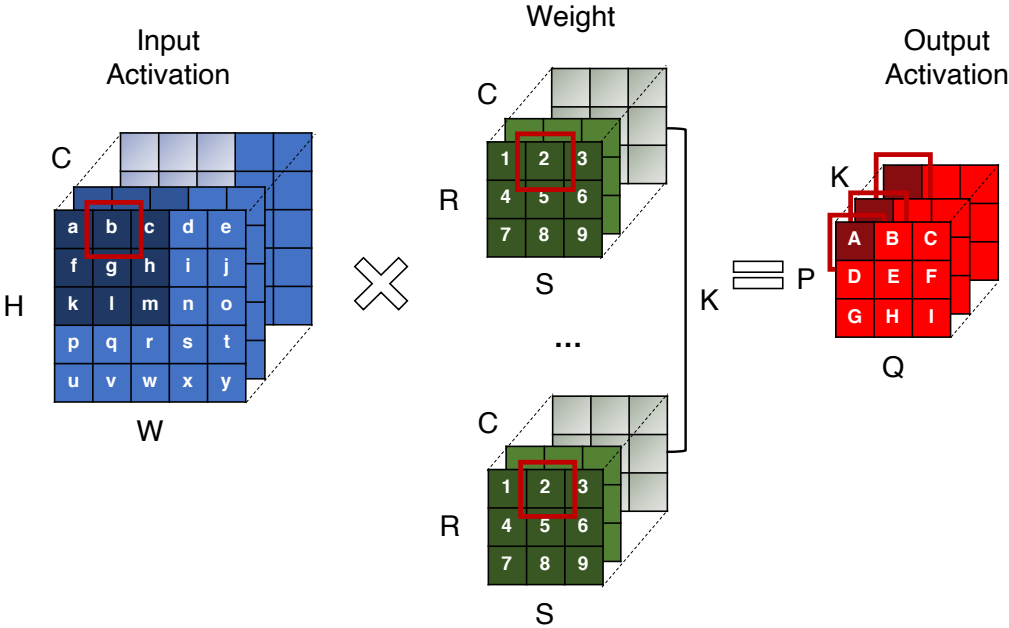 Input
Activation
C
H
a b c d e
f g h i j
k l m n o
p q r s t
u v w x y
W
Weight
C
R
1 2 3
4 5 6
7 8 9
S
...
C
R
1 2 3
4 5 6
7 8 9
S
K
Output
Activation
K
P
A B C
D E F
G H I
Q